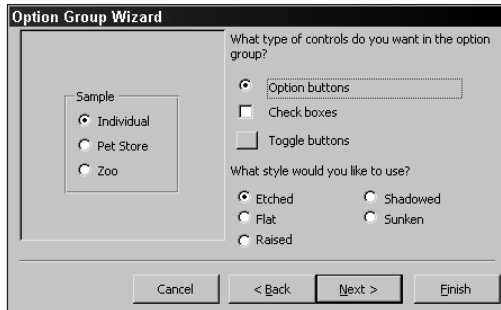 Option Group Wizard
What type of controls do you want in the option
group?
Option buttons
Check boxes
Toggle buttons
Sample
Individual
Pet Store
Zoo
What style would you like to use?
Etched
Shadowed
Flat
Sunken
Raised
Cancel
< Back
Next >
Finish